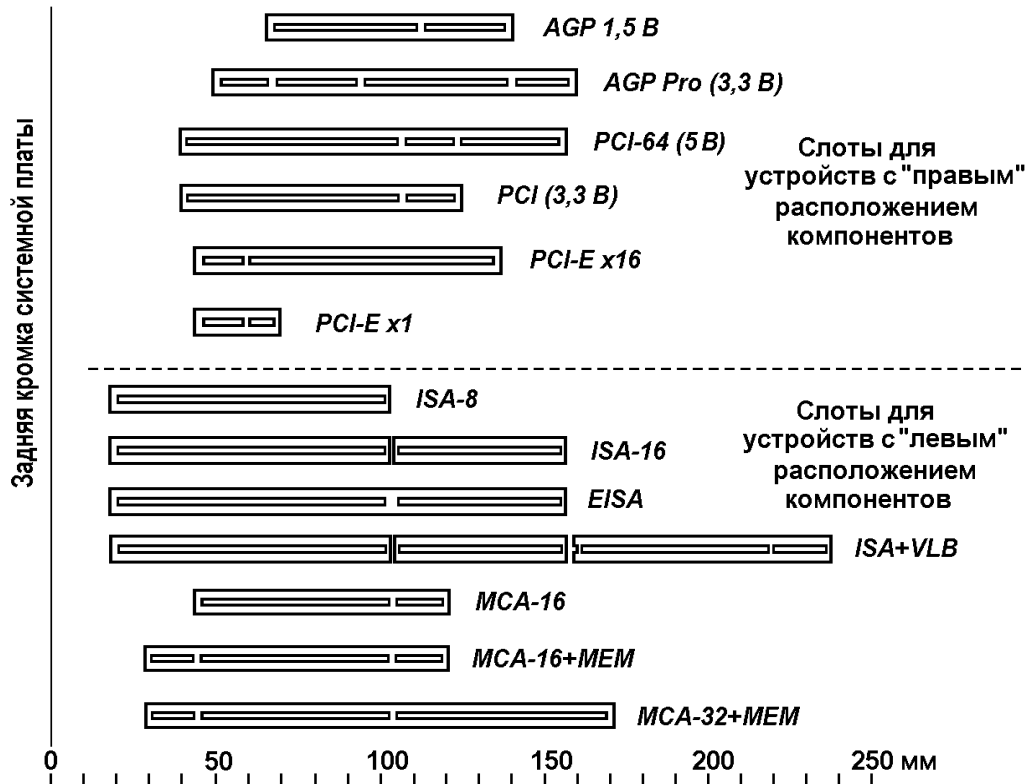 AGP 1,5 В
AGP Pro (3,3 В)
PCI-64 (5 В)
PCI (3,3 В)
PCI-E x16
PCI-E x1
Слоты для
устройств с "правым"
расположением
компонентов
ISA-8
ISA-16
EISA
ISA+VLB
MCA-16
MCA-16+MEM
MCA-32+MEM
Слоты для
устройств с "левым"
расположением
компонентов
Задняя кромка системной платы
0 50 100 150 200 250 мм